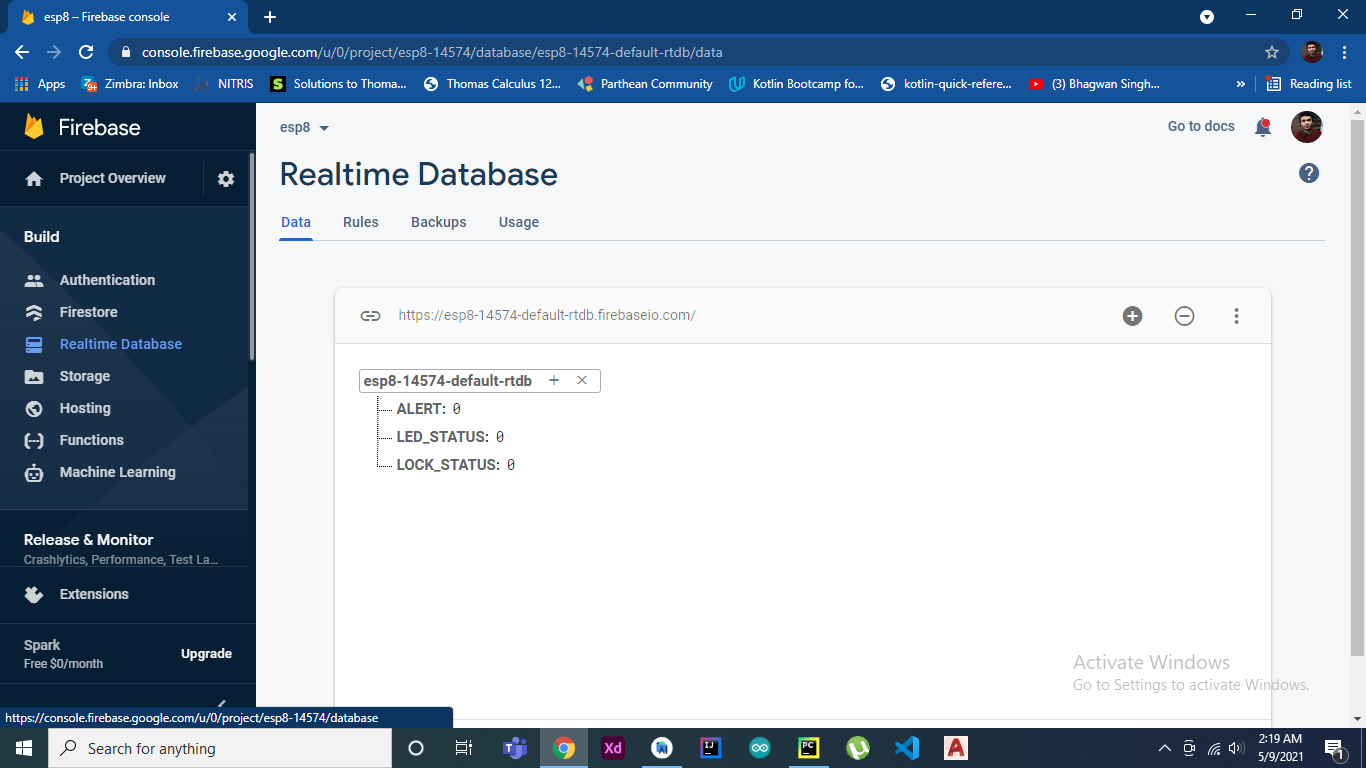 esp8 – Firebase console
console.firebase.google.com/u/0/project/esp8-14574/database/esp8-14574-default-rtdb/data
Apps Zimbra: Inbox NITRIS Solutions to Thoma... Thomas Calculus 12... Parthean Community Kotlin Bootcamp fo... kotlin-quick-refere... (3) Bhagwan Singh... » Reading list
Firebase
Project Overview
Build
Authentication
Firestore
Realtime Database
Storage
Hosting
Functions
Machine Learning
Release & Monitor
Crashlytics, Performance, Test La...
Extensions
Spark
Free $0/month
Upgrade
esp8
Go to docs
Realtime Database
Data Rules Backups Usage
https://esp8-14574-default-rtdb.firebaseio.com/
esp8-14574-default-rtdb
ALERT: 0
LED_STATUS: 0
LOCK_STATUS: 0
Activate Windows
Go to Settings to activate Windows.
https://console.firebase.google.com/u/0/project/esp8-14574/database
Search for anything
Xd
IJ
PC
A
2:19 AM
5/9/2021
1